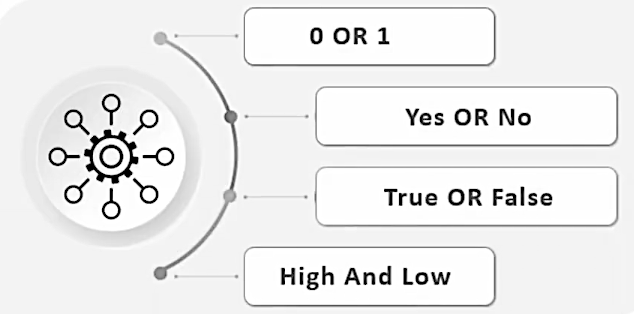 0 OR 1
Yes OR No
True OR False
High And Low